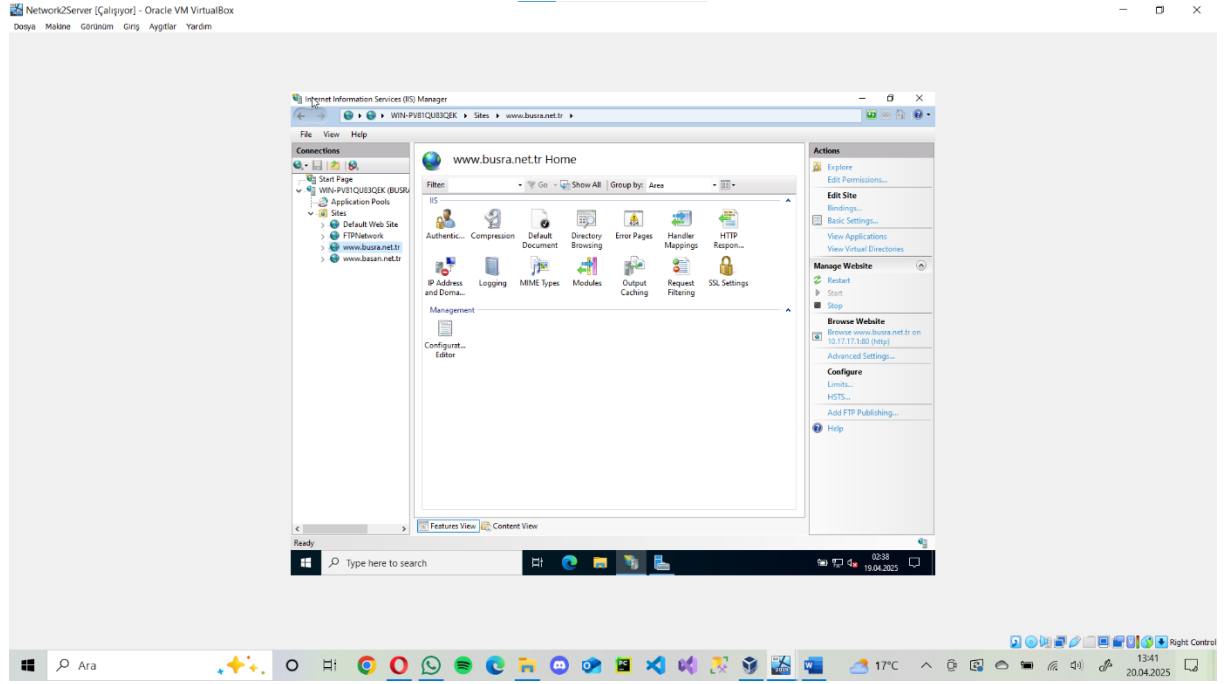 Network2Server [Çalışıyor] - Oracle VM VirtualBox
Dosya Makine Görünüm Giriş Aygıtlar Yardım
Internet Information Services (IIS) Manager
WIN-PV81QU83QEK Sites www.busra.net.tr
File View Help
Connections
Start Page
WIN-PV81QU83QEK (BUSRA
Application Pools
Sites
Default Web Site
FTPNetwork
www.busra.net.tr
www.basan.net.tr
www.busra.net.tr Home
Filter: Go Show All Group by: Area
IIS
Authentic... Compression Default Document Directory Browsing Error Pages Handler Mappings HTTP Respon...
IP Address and Doma... Logging MIME Types Modules Output Caching Request Filtering SSL Settings
Management
Configurat... Editor
Features View Content View
Actions
Explore
Edit Permissions...
Edit Site
Bindings...
Basic Settings...
View Applications
View Virtual Directories
Manage Website
Restart
Start
Stop
Browse Website
Browse www.busra.net.tr on
10.17.17.1:80 (http)
Advanced Settings...
Configure
Limits...
HSTS...
Add FTP Publishing...
Help
Ready
Type here to search
02:38
19.04.2025
Right Control
Ara
17°C
13:41
20.04.2025